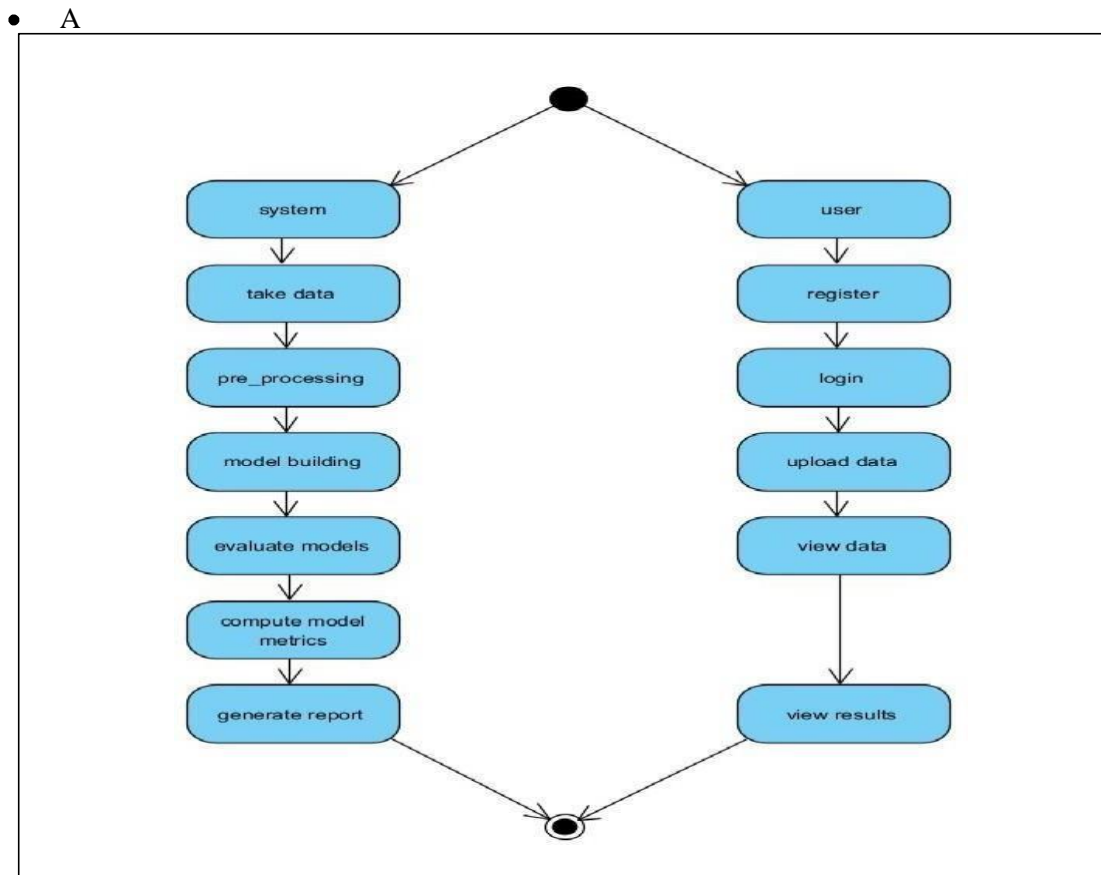 • A
system
user
take data
register
pre_processing
login
model building
upload data
evaluate models
view data
compute model
metrics
generate report
view results